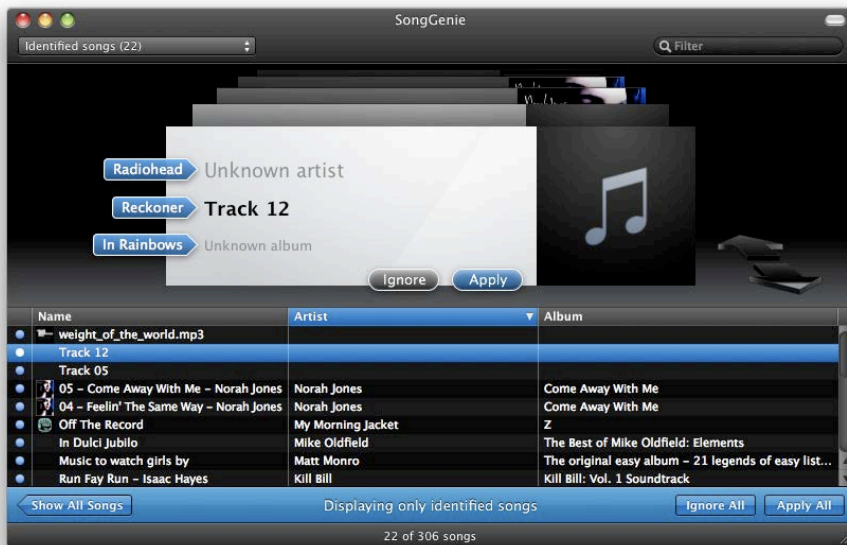 SongGenie
Identified songs (22)
Filter
Radiohead Unknown artist
Reckoner Track 12
In Rainbows Unknown album
Ignore Apply
Name Artist Album
weight_of_the_world.mp3
Track 12
Track 05
05 – Come Away With Me – Norah Jones Norah Jones Come Away With Me
04 – Feelin' The Same Way – Norah Jones Norah Jones Come Away With Me
Off The Record My Morning Jacket Z
In Dulci Jubilo Mike Oldfield The Best of Mike Oldfield: Elements
Music to watch girls by Matt Monro The original easy album – 21 legends of easy list...
Run Fay Run – Isaac Hayes Kill Bill Kill Bill: Vol. 1 Soundtrack
Show All Songs Displaying only identified songs Ignore All Apply All
22 of 306 songs